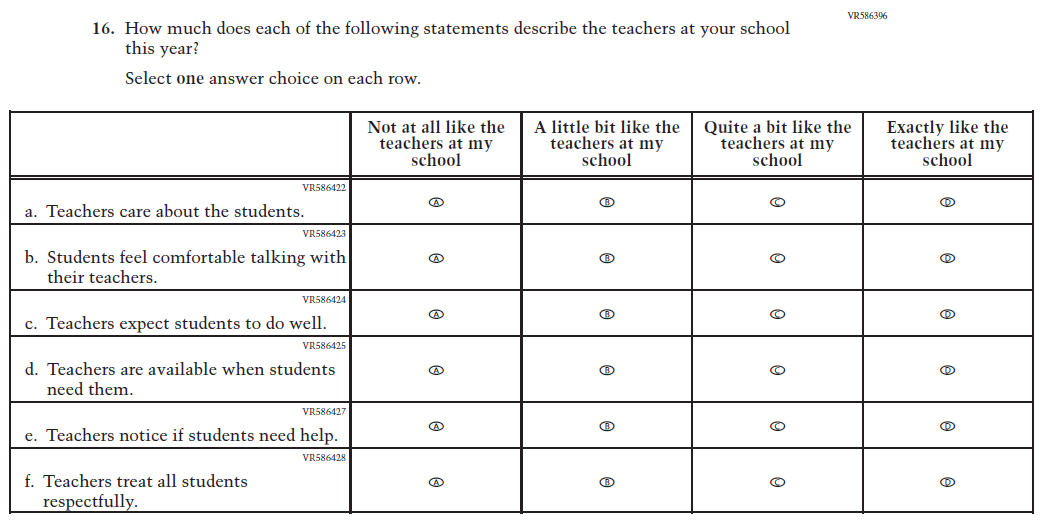 VR586396
16. How much does each of the following statements describe the teachers at your school
this year?
Select one answer choice on each row.
Not at all like the
teachers at my
school
A little bit like the
teachers at my
school
Quite a bit like the
teachers at my
school
Exactly like the
teachers at my
school
VR586422
a. Teachers care about the students.
A B C D
VR586423
b. Students feel comfortable talking with
their teachers.
A B C D
VR586424
c. Teachers expect students to do well.
A B C D
VR586425
d. Teachers are available when students
need them.
A B C D
VR586427
e. Teachers notice if students need help.
A B C D
VR586428
f. Teachers treat all students
respectfully.
A B C D